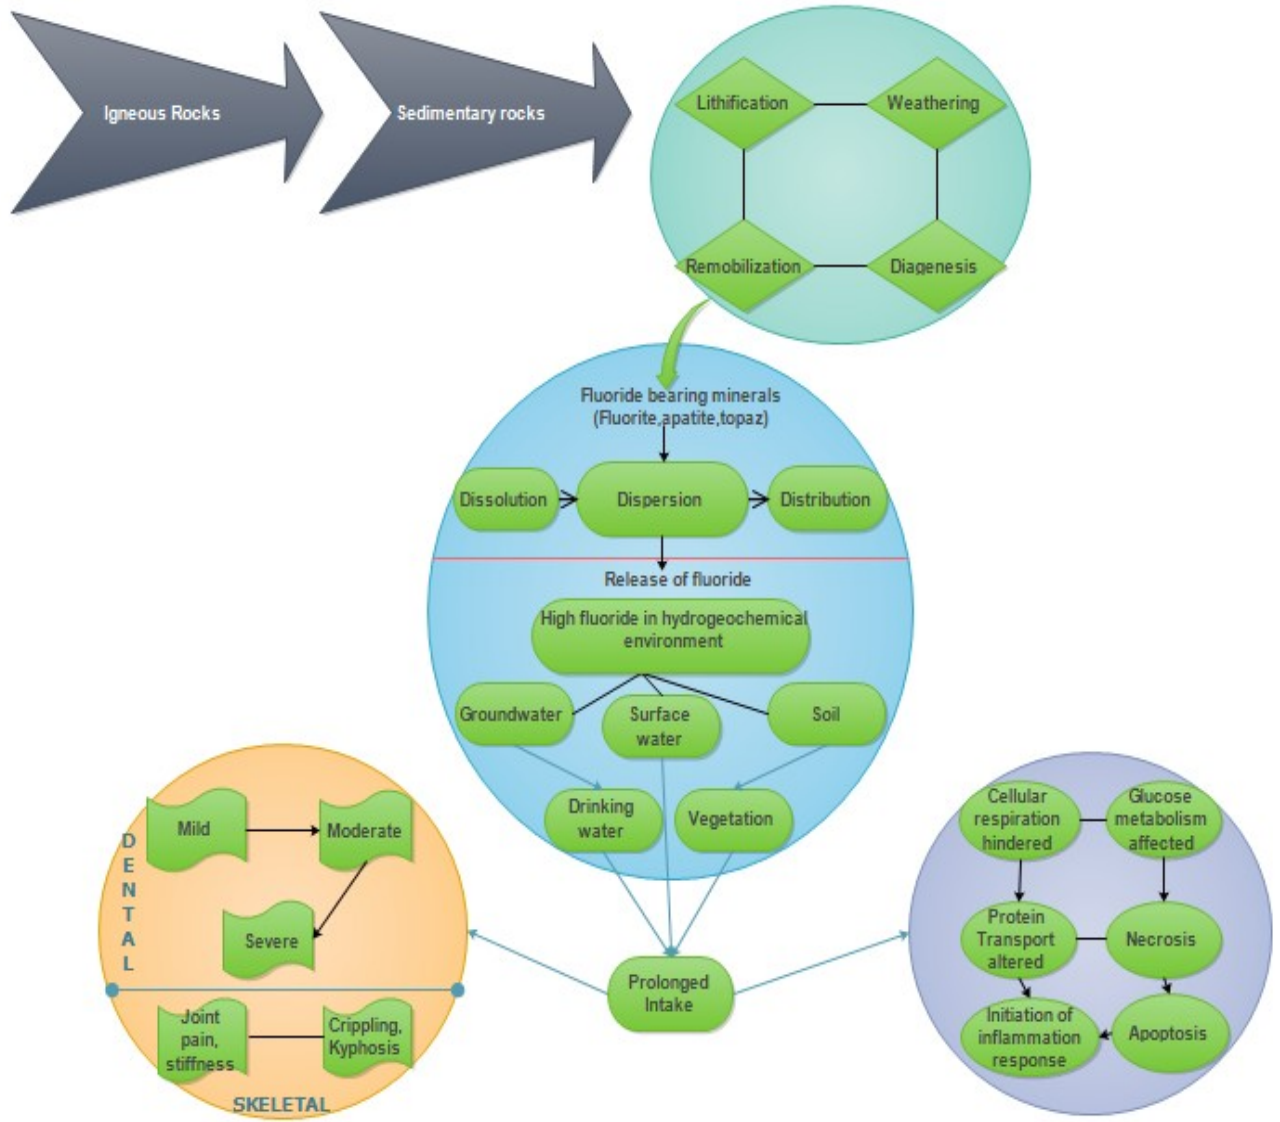 Igneous Rocks
Sedimentary rocks
Lithification
Weathering
Remobilization
Diagenesis
Fluoride bearing minerals
(Fluorite,apatite,topaz)
Dissolution
Dispersion
Distribution
Release of fluoride
High fluoride in hydrogeochemical
environment
Groundwater
Surface
water
Soil
Drinking
water
Vegetation
Prolonged
Intake
DENTAL
Mild
Moderate
Severe
Joint
pain,
stiffness
Crippling,
Kyphosis
SKELETAL
Cellular
respiration
hindered
Glucose
metabolism
affected
Protein
Transport
altered
Necrosis
Initiation of
inflammation
response
Apoptosis